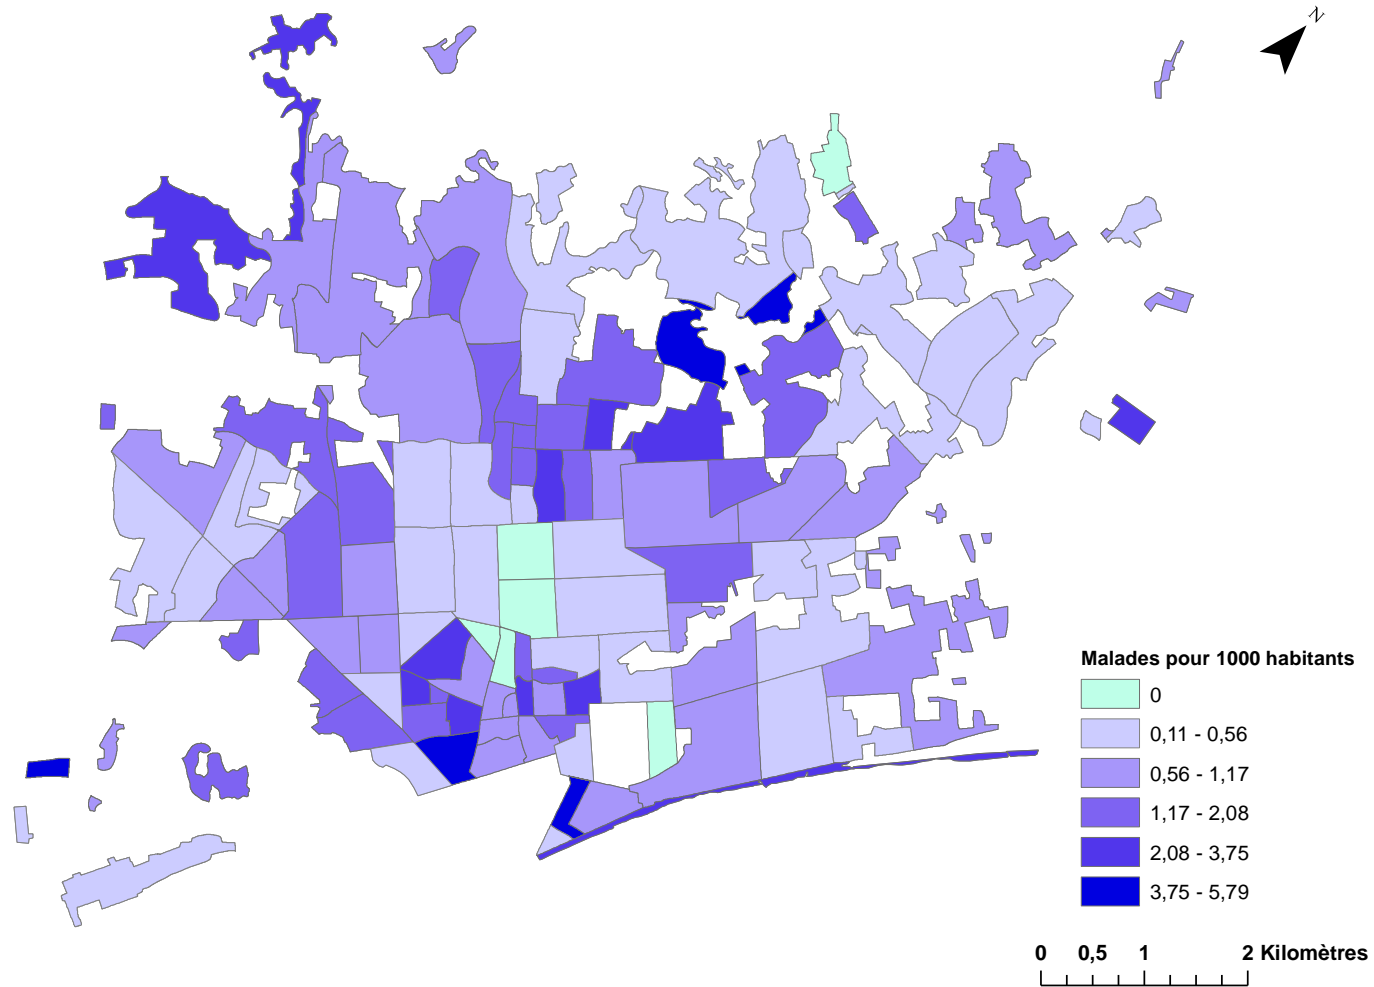 N
Malades pour 1000 habitants
0
0,11 - 0,56
0,56 - 1,17
1,17 - 2,08
2,08 - 3,75
3,75 - 5,79
0 0,5 1 2 Kilomètres